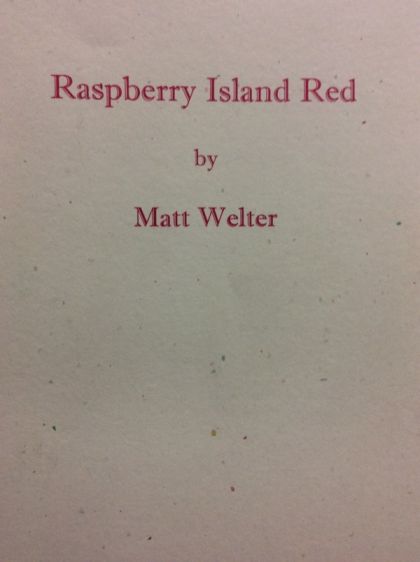 Raspberry Island Red
by
Matt Welter